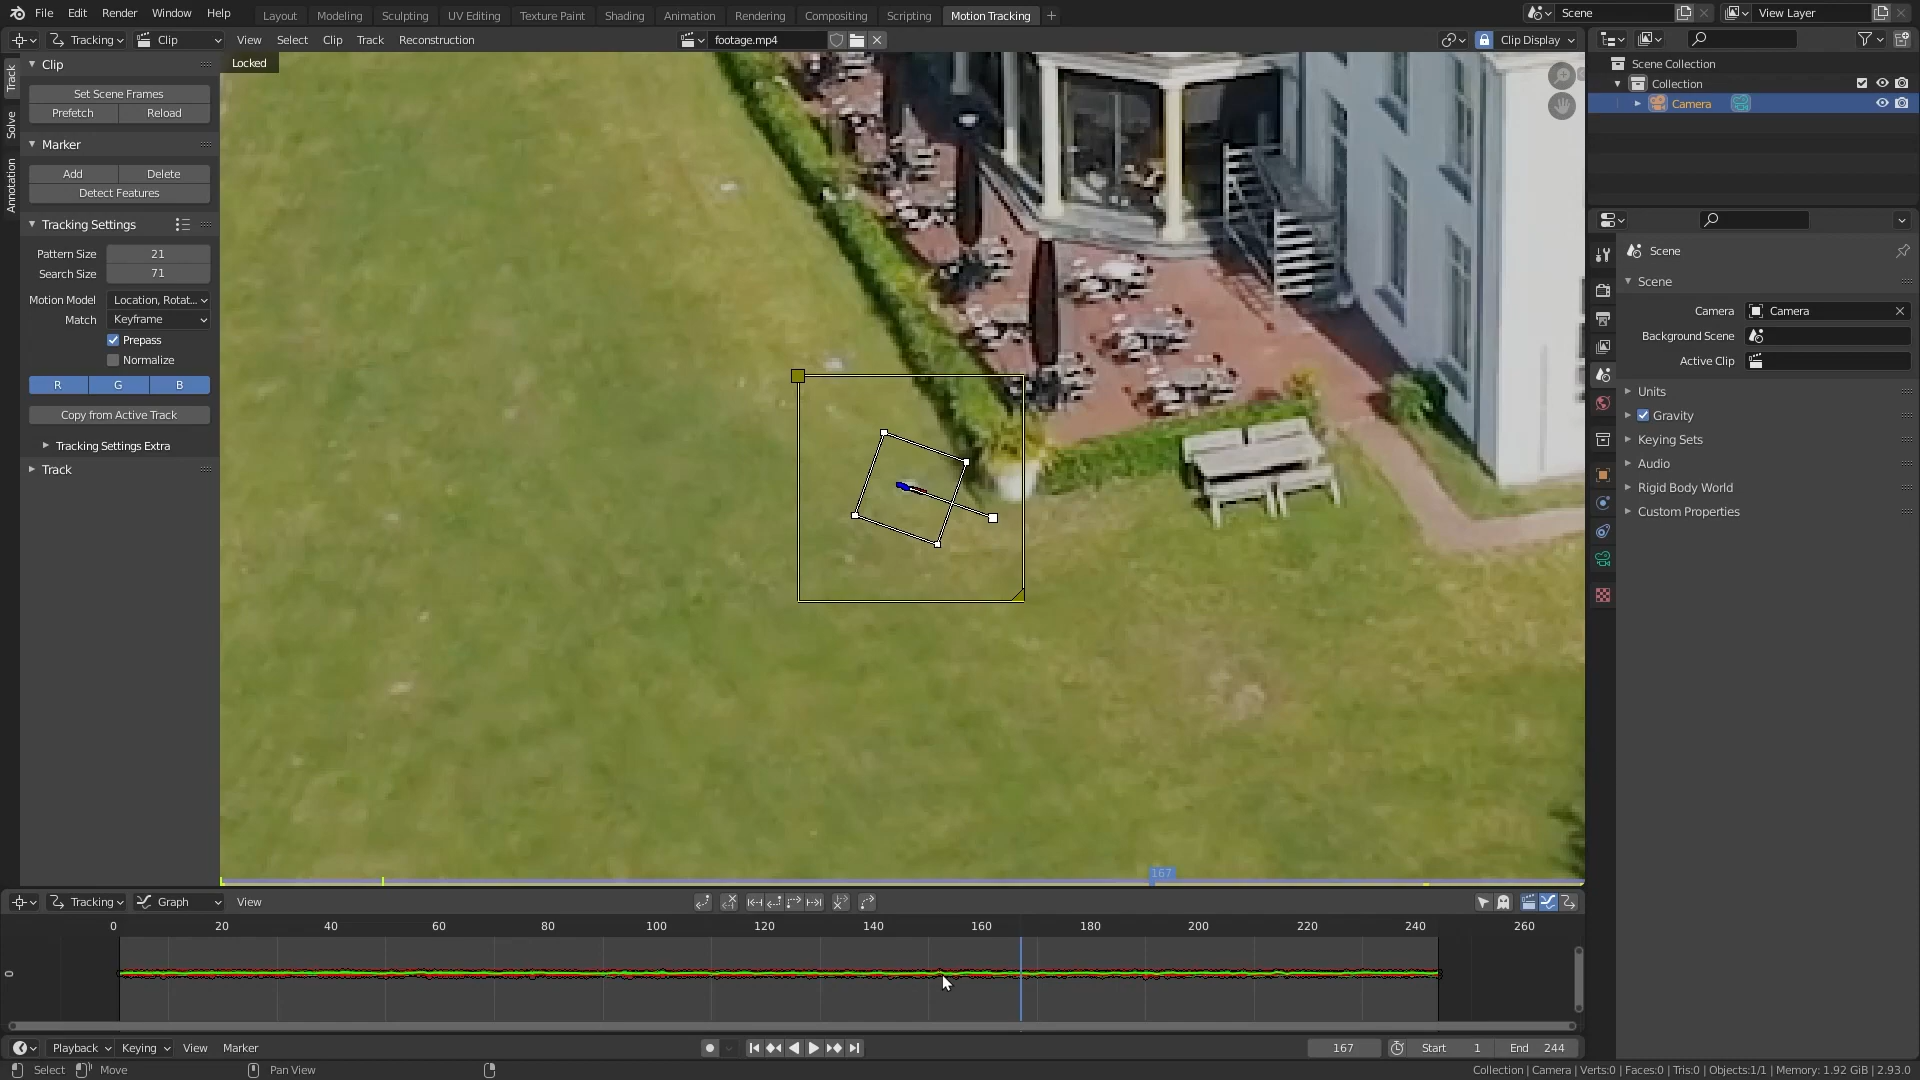 File Edit Render Window Help Layout Modeling Sculpting UV Editing Texture Paint Shading Animation Rendering Compositing Scripting Motion Tracking + Scene View Layer
Tracking Clip View Select Clip Track Reconstruction footage.mp4 Clip Display
Locked
Track
Solve
Annotation
Clip
Set Scene Frames
Prefetch Reload
Marker
Add Delete
Detect Features
Tracking Settings
Pattern Size 21
Search Size 71
Motion Model Location, Rotat...
Match Keyframe
Prepass
Normalize
R G B
Copy from Active Track
Tracking Settings Extra
Track
Scene Collection
Collection
Camera
Scene
Scene
Camera Camera
Background Scene
Active Clip
Units
Gravity
Keying Sets
Audio
Rigid Body World
Custom Properties
167
Tracking Graph View
0 20 40 60 80 100 120 140 160 180 200 220 240 260
0
Playback Keying View Marker 167 Start 1 End 244
Select Move Pan View Collection | Camera | Verts:0 | Faces:0 | Tris:0 | Objects:1/1 | Memory: 1.92 GiB | 2.93.0